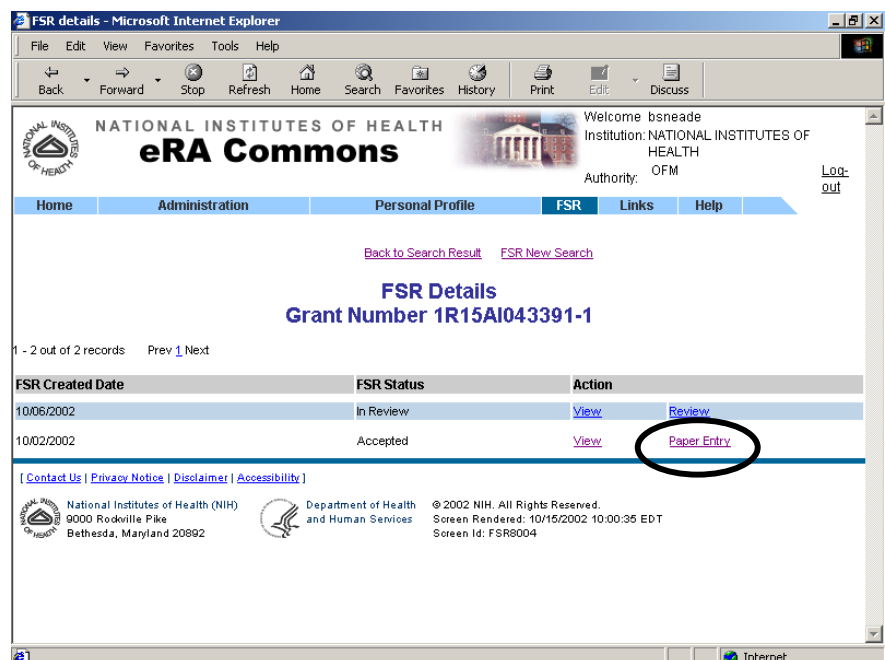 FSR details - Microsoft Internet Explorer
File Edit View Favorites Tools Help
Back Forward Stop Refresh Home Search Favorites History Print Edit Discuss
NATIONAL INSTITUTES OF HEALTH
eRA Commons
NATIONAL INSTITUTES
OF HEALTH
Welcome bsneade
Institution: NATIONAL INSTITUTES OF
HEALTH
Authority: OFM
Log-
out
Home Administration Personal Profile FSR Links Help
Back to Search Result FSR New Search
FSR Details
Grant Number 1R15AI043391-1
1 - 2 out of 2 records Prev 1 Next
FSR Created Date FSR Status Action
10/06/2002 In Review View Review
10/02/2002 Accepted View Paper Entry
[ Contact Us | Privacy Notice | Disclaimer | Accessibility ]
National Institutes of Health (NIH)
9000 Rockville Pike
Bethesda, Maryland 20892
Department of Health
and Human Services
© 2002 NIH. All Rights Reserved.
Screen Rendered: 10/15/2002 10:00:35 EDT
Screen Id: FSR8004
Internet